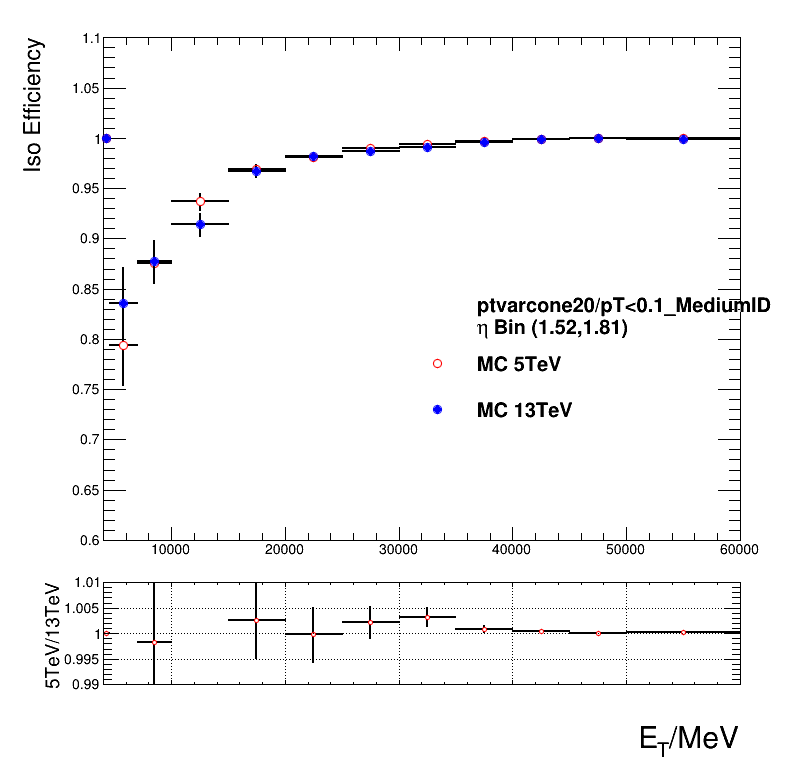 Iso Efficiency
1.1
1.05
1
0.95
0.9
0.85
0.8
0.75
0.7
0.65
0.6
ptvarcone20/pT<0.1_MediumID
η Bin (1.52,1.81)
MC 5TeV
MC 13TeV
10000 20000 30000 40000 50000 60000
5TeV/13TeV
1.01
1.005
1
0.995
0.99
E_T/MeV